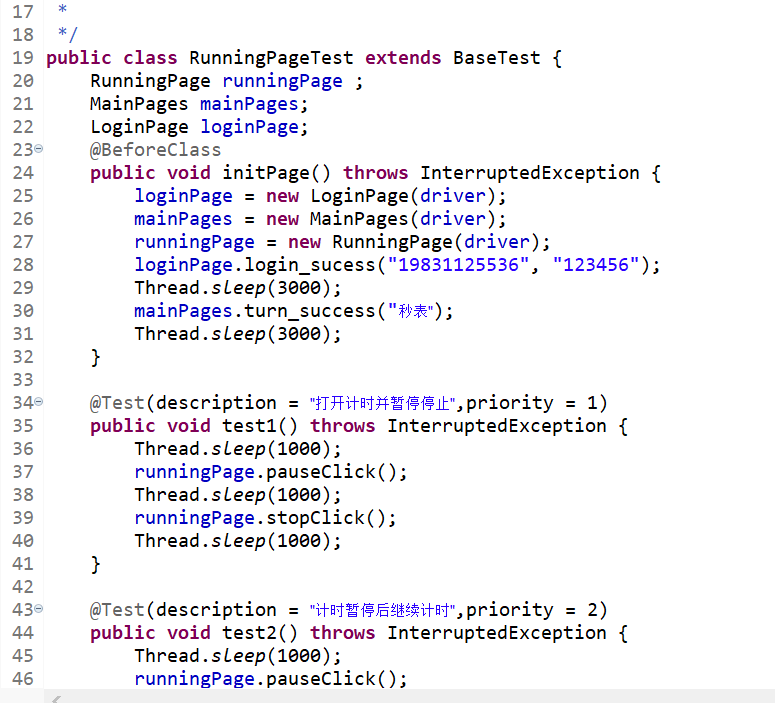 17  *
18  */
19 public class RunningPageTest extends BaseTest {
20     RunningPage runningPage ;
21     MainPages mainPages;
22     LoginPage loginPage;
23     @BeforeClass
24     public void initPage() throws InterruptedException {
25         loginPage = new LoginPage(driver);
26         mainPages = new MainPages(driver);
27         runningPage = new RunningPage(driver);
28         loginPage.login_sucess("19831125536", "123456");
29         Thread.sleep(3000);
30         mainPages.turn_success("秒表");
31         Thread.sleep(3000);
32     }
33
34     @Test(description = "打开计时并暂停停止",priority = 1)
35     public void test1() throws InterruptedException {
36         Thread.sleep(1000);
37         runningPage.pauseClick();
38         Thread.sleep(1000);
39         runningPage.stopClick();
40         Thread.sleep(1000);
41     }
42
43     @Test(description = "计时暂停后继续计时",priority = 2)
44     public void test2() throws InterruptedException {
45         Thread.sleep(1000);
46         runningPage.pauseClick();